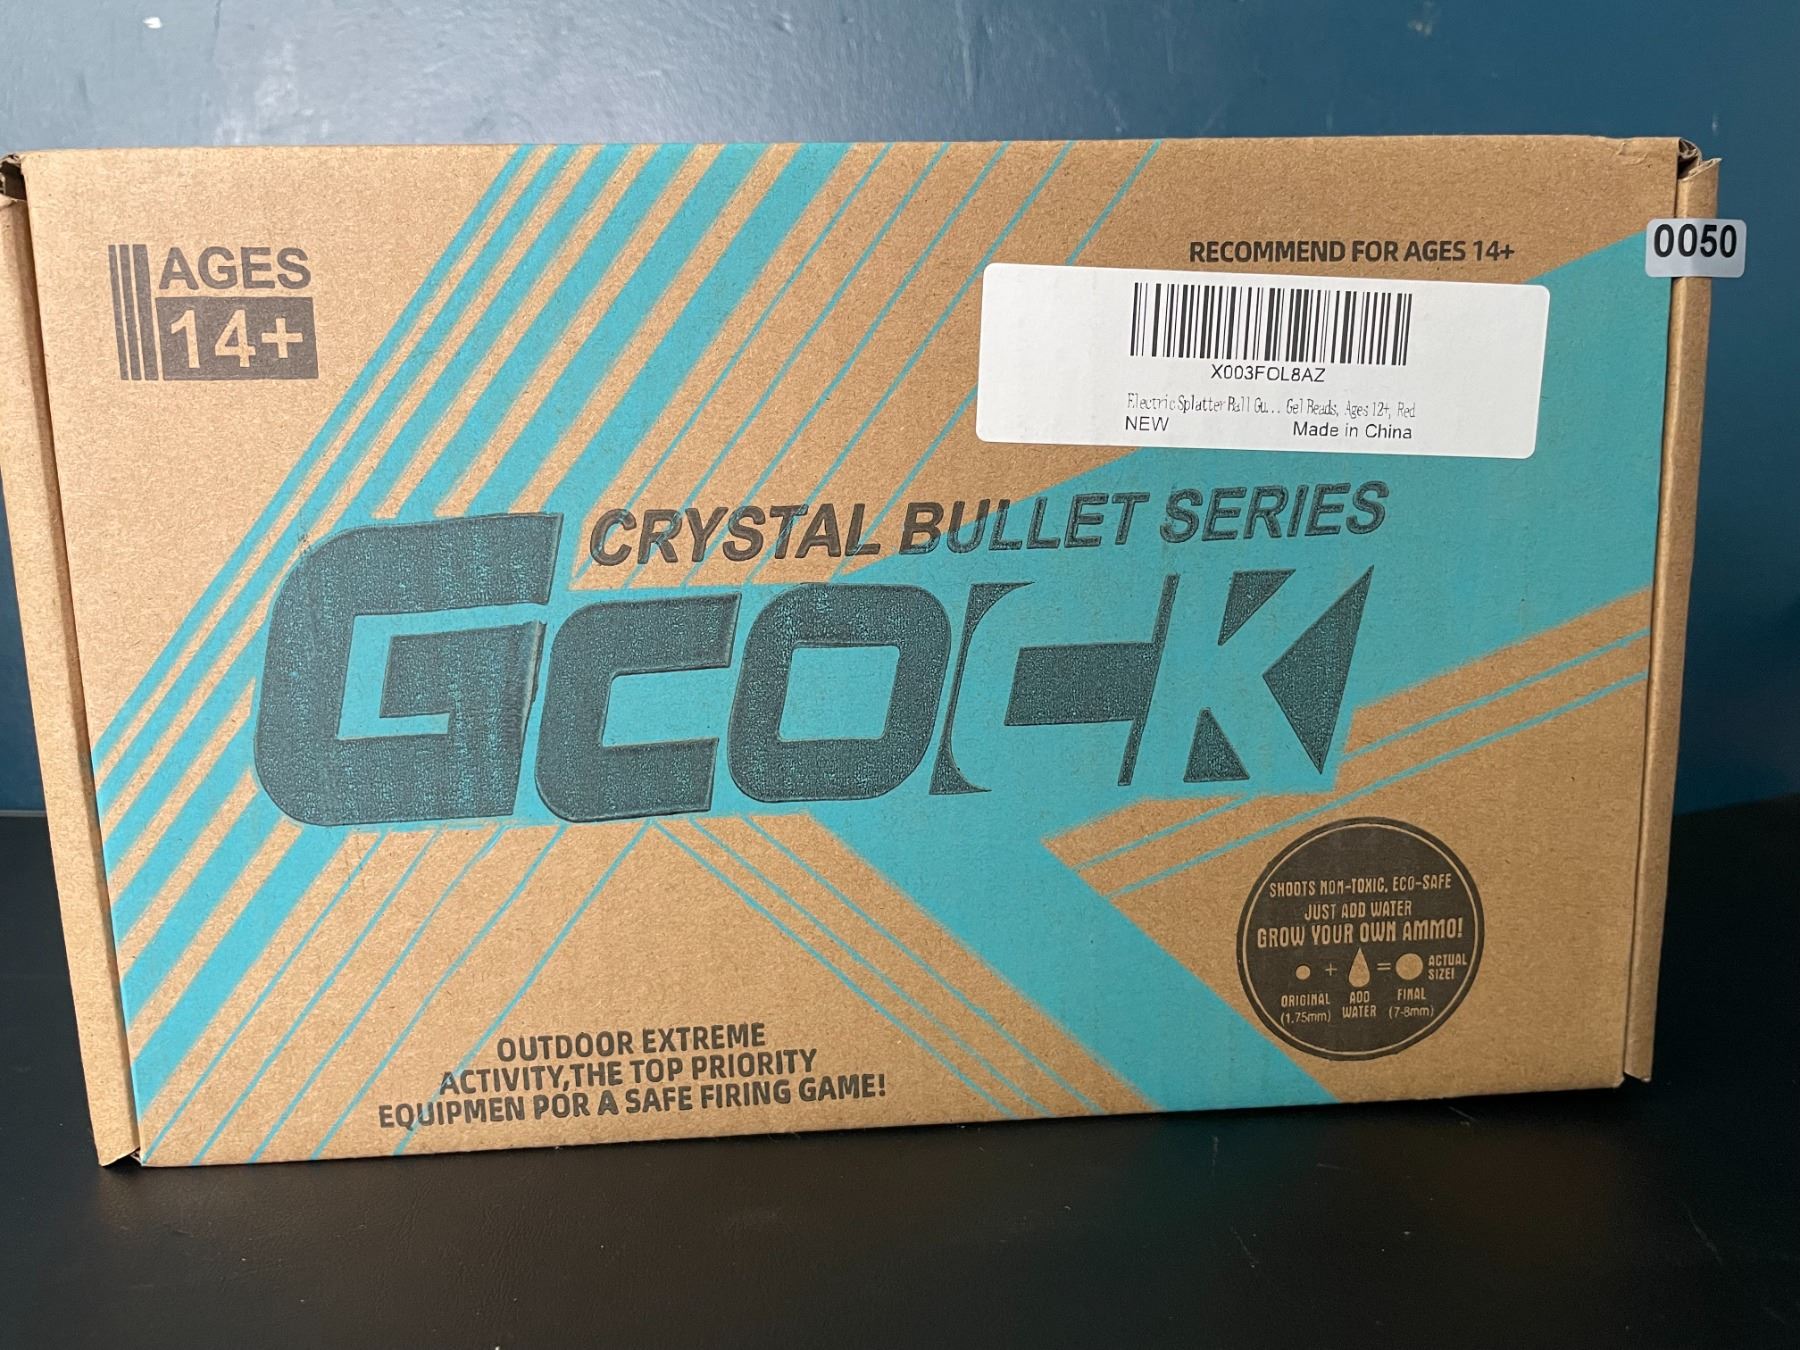 AGES
14+
RECOMMEND FOR AGES 14+
0050
X003FOL8AZ
Electric Splatter Ball Gu... Gel Beads, Ages 12+, Red
NEW
Made in China
CRYSTAL BULLET SERIES
GCOCK
SHOOTS NON-TOXIC, ECO-SAFE
JUST ADD WATER
GROW YOUR OWN AMMO!
+ = ACTUAL
SIZE!
ORIGINAL ADD FINAL
(1.75mm) WATER (7-8mm)
OUTDOOR EXTREME
ACTIVITY,THE TOP PRIORITY
EQUIPMEN POR A SAFE FIRING GAME!